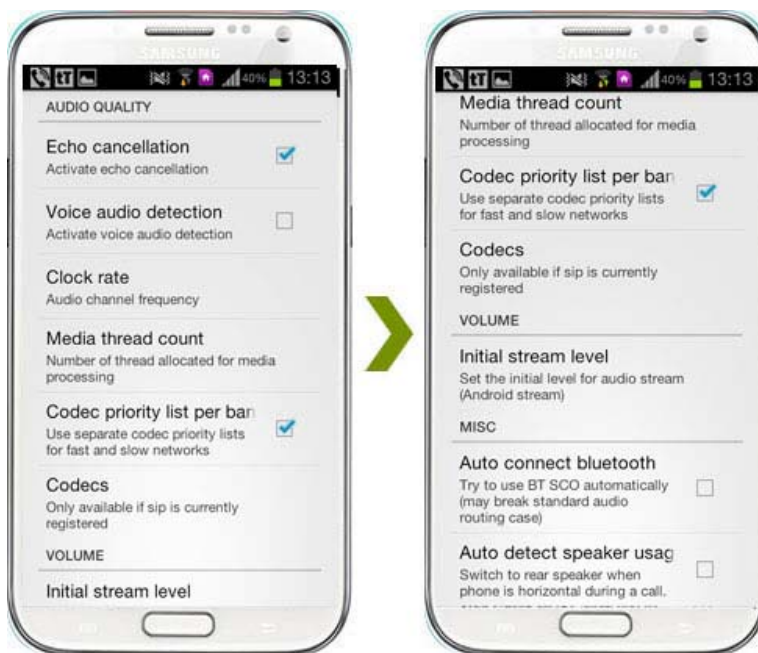 SAMSUNG
tT 40% 13:13
AUDIO QUALITY
Echo cancellation
Activate echo cancellation
Voice audio detection
Activate voice audio detection
Clock rate
Audio channel frequency
Media thread count
Number of thread allocated for media
processing
Codec priority list per ban
Use separate codec priority lists
for fast and slow networks
Codecs
Only available if sip is currently
registered
VOLUME
Initial stream level
SAMSUNG
tT 40% 13:13
Media thread count
Number of thread allocated for media
processing
Codec priority list per ban
Use separate codec priority lists
for fast and slow networks
Codecs
Only available if sip is currently
registered
VOLUME
Initial stream level
Set the initial level for audio stream
(Android stream)
MISC
Auto connect bluetooth
Try to use BT SCO automatically
(may break standard audio
routing case)
Auto detect speaker usag
Switch to rear speaker when
phone is horizontal during a call.